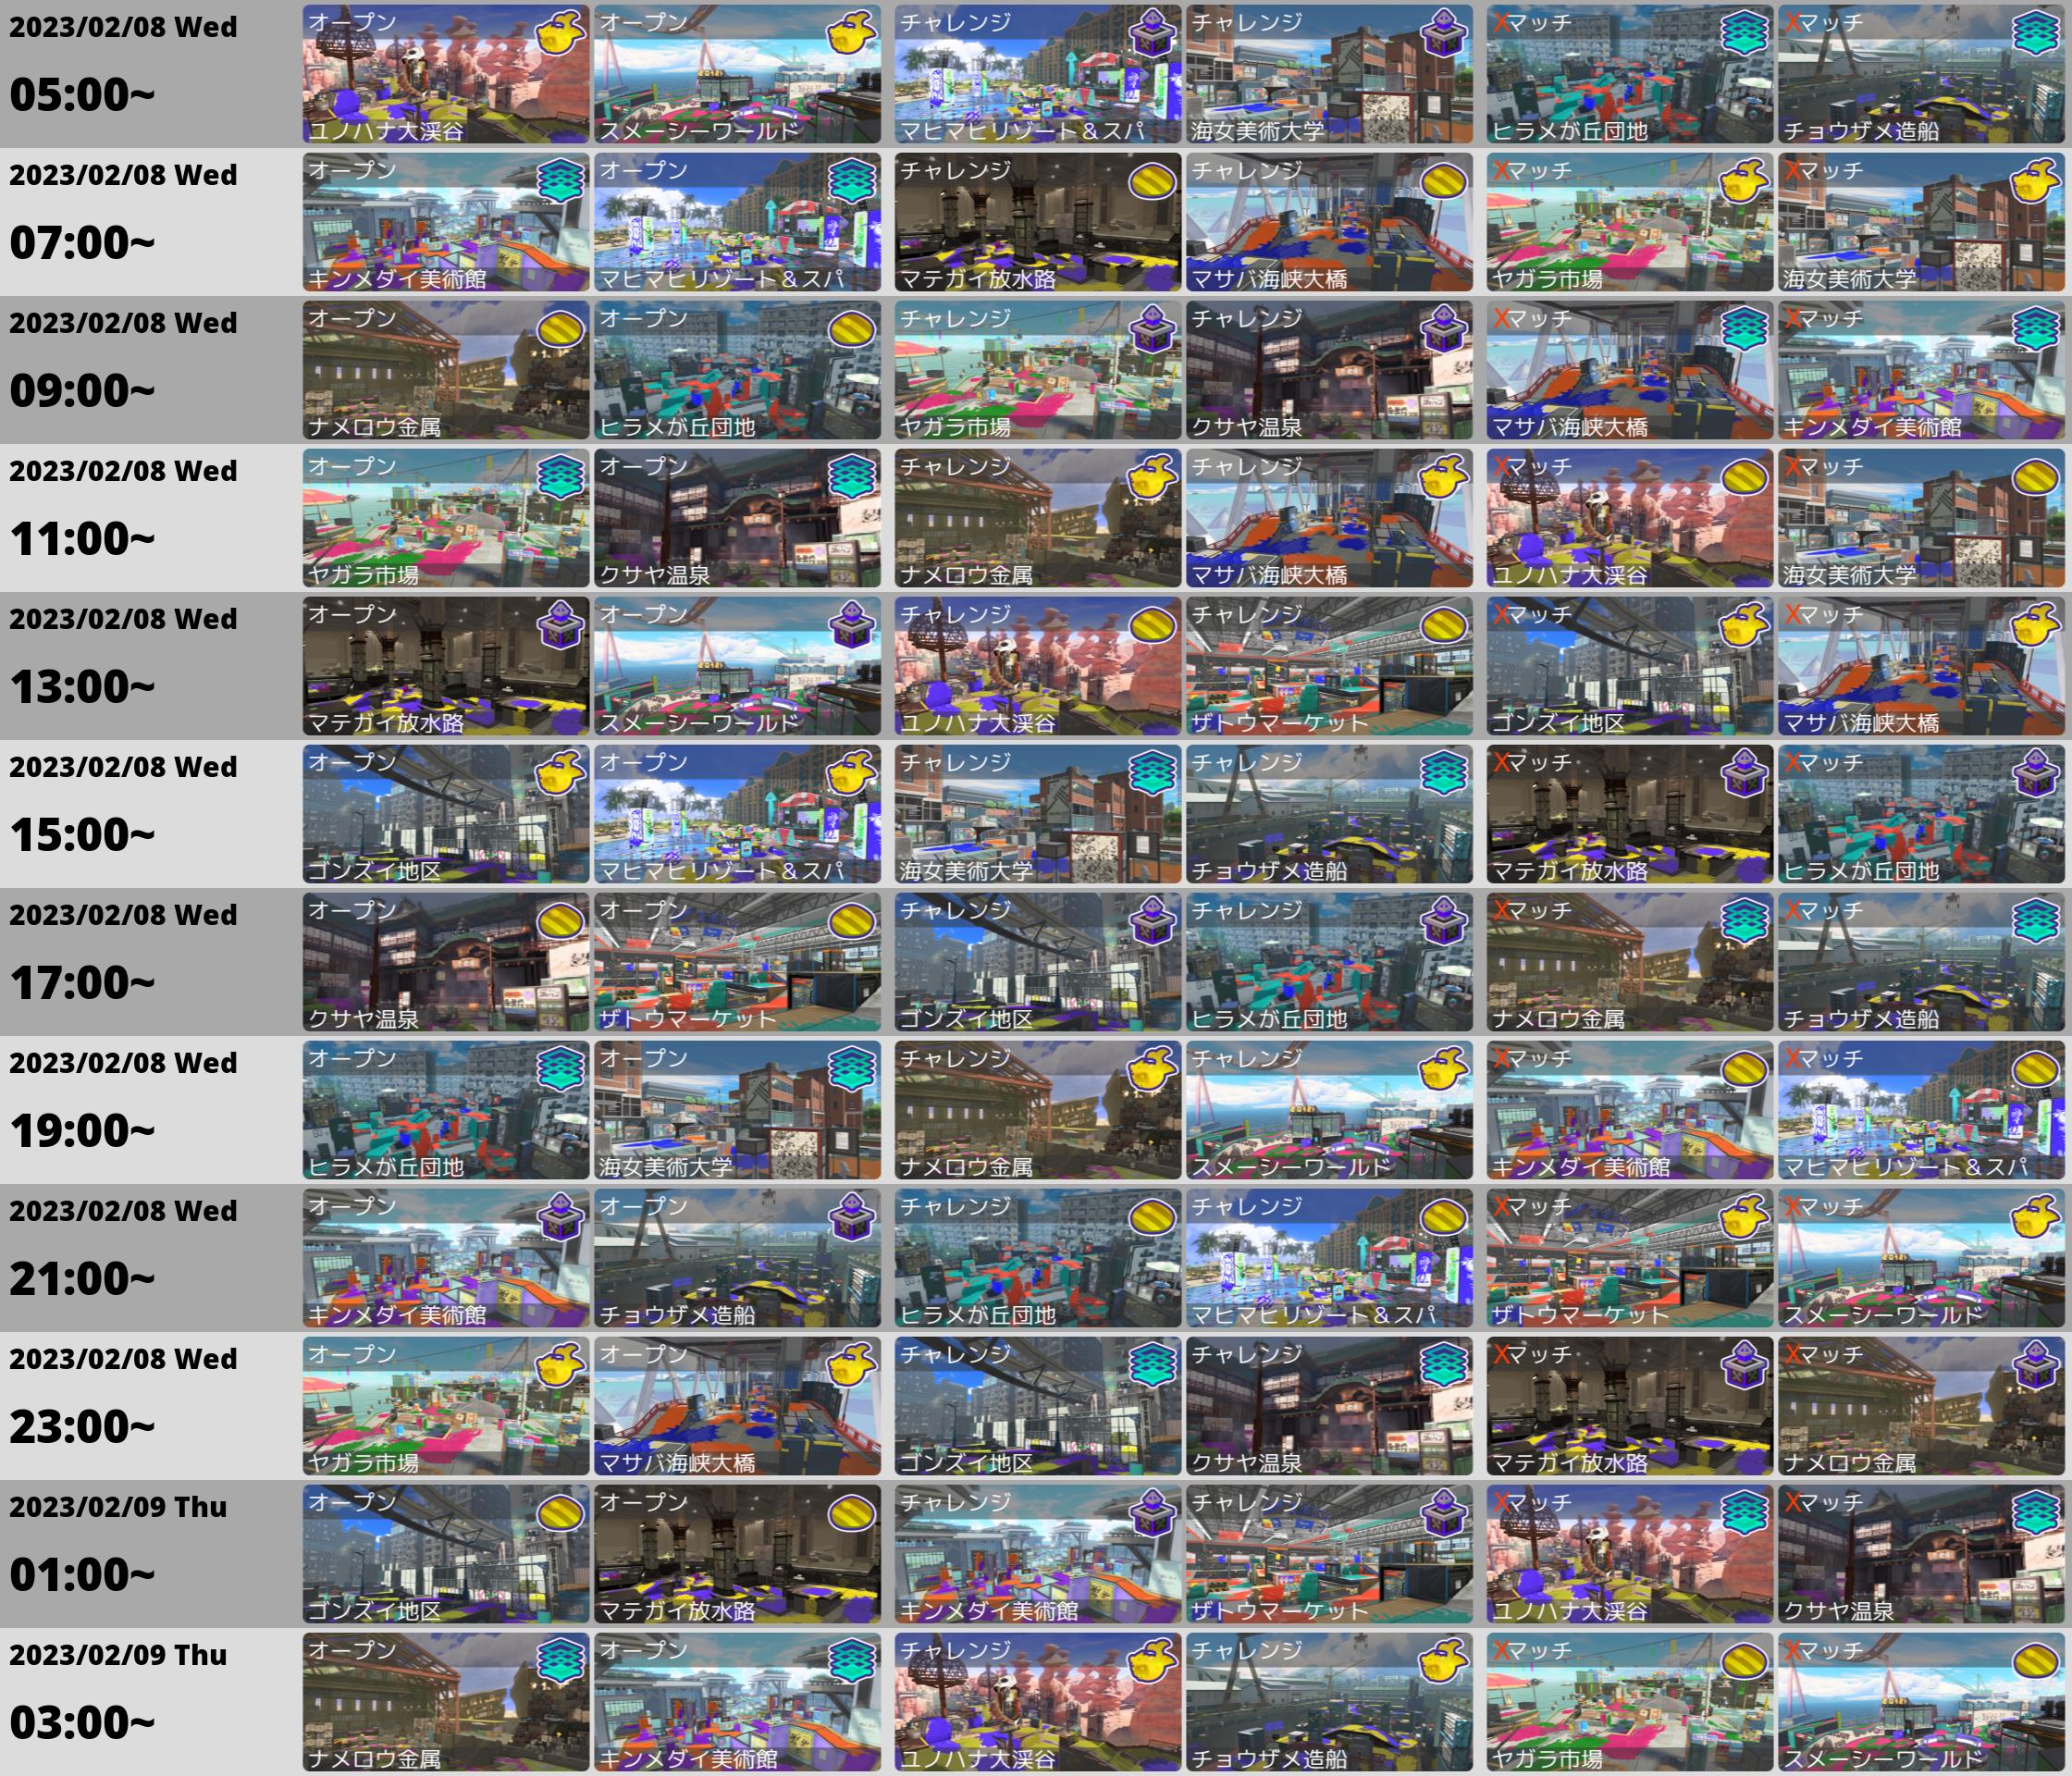 2023/02/08 Wed
05:00~
オープン
ユノハナ大渓谷
オープン
スメーシーワールド
チャレンジ
マヒマヒリゾート＆スパ
チャレンジ
海女美術大学
Xマッチ
ヒラメが丘団地
Xマッチ
チョウザメ造船
2023/02/08 Wed
07:00~
オープン
キンメダイ美術館
オープン
マヒマヒリゾート＆スパ
チャレンジ
マテガイ放水路
チャレンジ
マサバ海峡大橋
Xマッチ
ヤガラ市場
Xマッチ
海女美術大学
2023/02/08 Wed
09:00~
オープン
ナメロウ金属
オープン
ヒラメが丘団地
チャレンジ
ヤガラ市場
チャレンジ
クサヤ温泉
Xマッチ
マサバ海峡大橋
Xマッチ
キンメダイ美術館
2023/02/08 Wed
11:00~
オープン
ヤガラ市場
オープン
クサヤ温泉
チャレンジ
ナメロウ金属
チャレンジ
マサバ海峡大橋
Xマッチ
ユノハナ大渓谷
Xマッチ
海女美術大学
2023/02/08 Wed
13:00~
オープン
マテガイ放水路
オープン
スメーシーワールド
チャレンジ
ユノハナ大渓谷
チャレンジ
ザトウマーケット
Xマッチ
ゴンズイ地区
Xマッチ
マサバ海峡大橋
2023/02/08 Wed
15:00~
オープン
ゴンズイ地区
オープン
マヒマヒリゾート＆スパ
チャレンジ
海女美術大学
チャレンジ
チョウザメ造船
Xマッチ
マテガイ放水路
Xマッチ
ヒラメが丘団地
2023/02/08 Wed
17:00~
オープン
クサヤ温泉
オープン
ザトウマーケット
チャレンジ
ゴンズイ地区
チャレンジ
ヒラメが丘団地
Xマッチ
ナメロウ金属
Xマッチ
チョウザメ造船
2023/02/08 Wed
19:00~
オープン
ヒラメが丘団地
オープン
海女美術大学
チャレンジ
ナメロウ金属
チャレンジ
スメーシーワールド
Xマッチ
キンメダイ美術館
Xマッチ
マヒマヒリゾート＆スパ
2023/02/08 Wed
21:00~
オープン
キンメダイ美術館
オープン
チョウザメ造船
チャレンジ
ヒラメが丘団地
チャレンジ
マヒマヒリゾート＆スパ
Xマッチ
ザトウマーケット
Xマッチ
スメーシーワールド
2023/02/08 Wed
23:00~
オープン
ヤガラ市場
オープン
マサバ海峡大橋
チャレンジ
ゴンズイ地区
チャレンジ
クサヤ温泉
Xマッチ
マテガイ放水路
Xマッチ
ナメロウ金属
2023/02/09 Thu
01:00~
オープン
ゴンズイ地区
オープン
マテガイ放水路
チャレンジ
キンメダイ美術館
チャレンジ
ザトウマーケット
Xマッチ
ユノハナ大渓谷
Xマッチ
クサヤ温泉
2023/02/09 Thu
03:00~
オープン
ナメロウ金属
オープン
キンメダイ美術館
チャレンジ
ユノハナ大渓谷
チャレンジ
チョウザメ造船
Xマッチ
ヤガラ市場
Xマッチ
スメーシーワールド